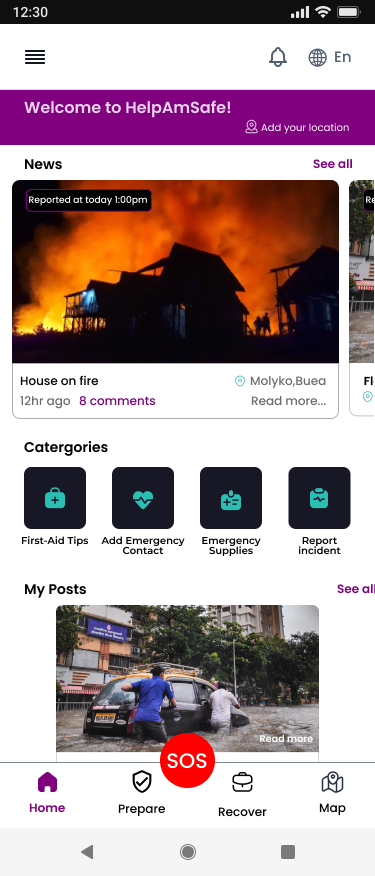 12:30
En
Welcome to HelpAmSafe!
Add your location
News
See all
Reported at today 1:00pm
House on fire
Molyko,Buea
12hr ago
8 comments
Read more...
Catergories
First-Aid Tips
Add Emergency
Contact
Emergency
Supplies
Report
incident
My Posts
See all
Read more
SOS
Home
Prepare
Recover
Map